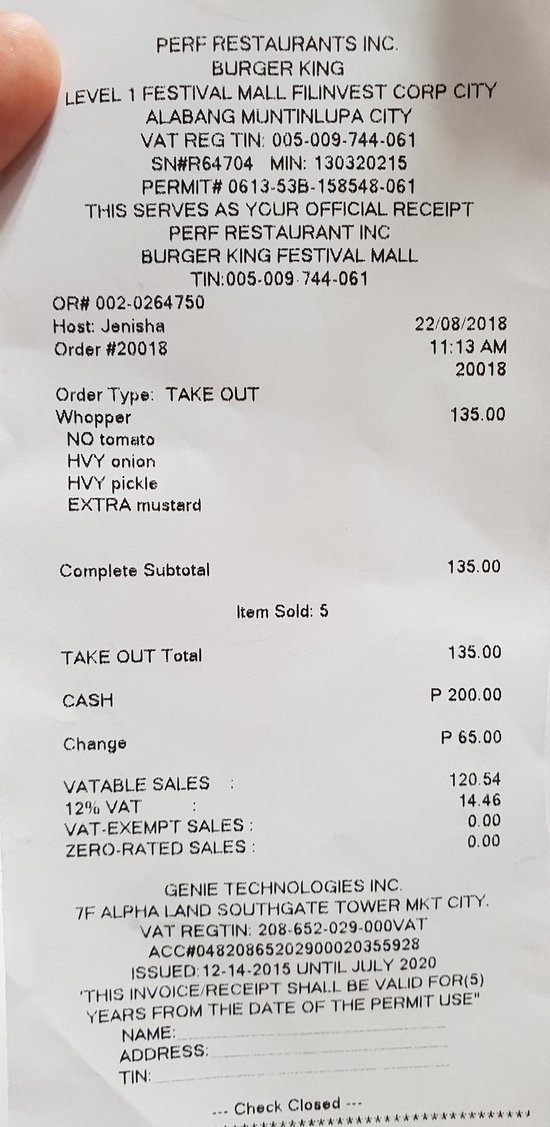 PERF RESTAURANTS INC.
BURGER KING
LEVEL 1 FESTIVAL MALL FILINVEST CORP CITY
ALABANG MUNTINLUPA CITY
VAT REG TIN: 005-009-744-061
SN#R64704 MIN: 130320215
PERMIT# 0613-53B-158548-061
THIS SERVES AS YOUR OFFICIAL RECEIPT
PERF RESTAURANT INC
BURGER KING FESTIVAL MALL
TIN:005-009-744-061
OR# 002-0264750
Host: Jenisha 22/08/2018
Order #20018 11:13 AM
20018
Order Type: TAKE OUT
Whopper 135.00
NO tomato
HVY onion
HVY pickle
EXTRA mustard
Complete Subtotal 135.00
Item Sold: 5
TAKE OUT Total 135.00
CASH P 200.00
Change P 65.00
VATABLE SALES : 120.54
12% VAT : 14.46
VAT-EXEMPT SALES : 0.00
ZERO-RATED SALES : 0.00
GENIE TECHNOLOGIES INC.
7F ALPHA LAND SOUTHGATE TOWER MKT CITY.
VAT REGTIN: 208-652-029-000VAT
ACC#04820865202900020355928
ISSUED:12-14-2015 UNTIL JULY 2020
'THIS INVOICE/RECEIPT SHALL BE VALID FOR(5)
YEARS FROM THE DATE OF THE PERMIT USE"
NAME:
ADDRESS:
TIN:
--- Check Closed ---